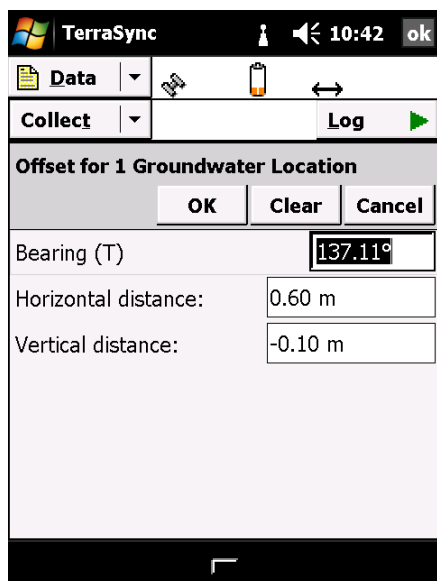 TerraSync 10:42 ok
Data
Collect Log
Offset for 1 Groundwater Location
OK Clear Cancel
Bearing (T) 137.11°
Horizontal distance: 0.60 m
Vertical distance: -0.10 m